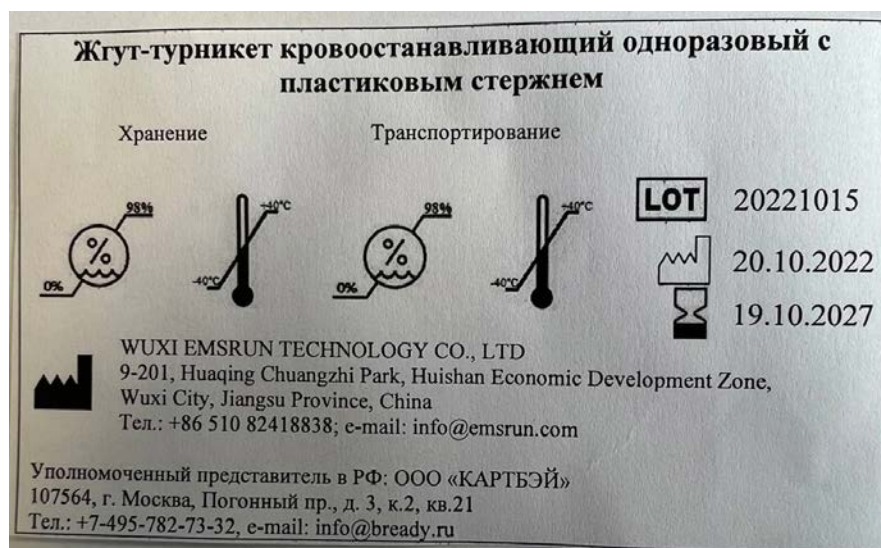 Жгут-турникет кровоостанавливающий одноразовый с
пластиковым стержнем
Хранение
Транспортирование
98%
%
0%
+40°C
-40°C
98%
%
0%
+40°C
-40°C
LOT 20221015
20.10.2022
19.10.2027
WUXI EMSRUN TECHNOLOGY CO., LTD
9-201, Huaqing Chuangzhi Park, Huishan Economic Development Zone,
Wuxi City, Jiangsu Province, China
Тел.: +86 510 82418838; e-mail: info@emsrun.com
Уполномоченный представитель в РФ: ООО «КАРТБЭЙ»
107564, г. Москва, Погонный пр., д. 3, к.2, кв.21
Тел.: +7-495-782-73-32, e-mail: info@bready.ru